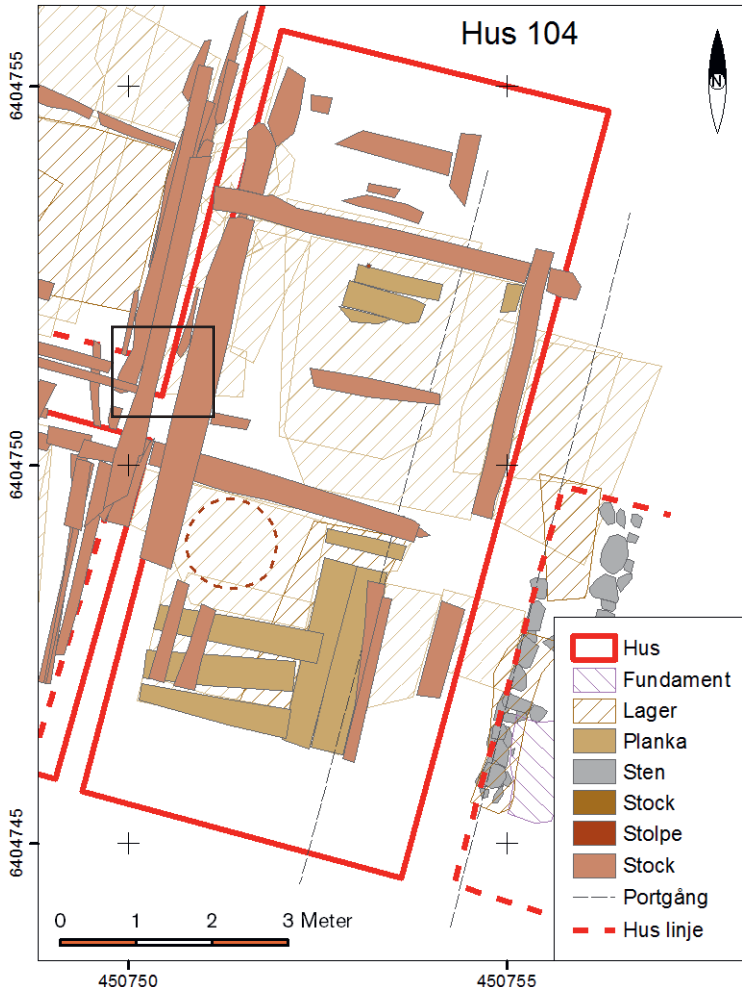 Hus 104
N
6404755
6404750
6404745
Hus
Fundament
Lager
Planka
Sten
Stock
Stolpe
Stock
Portgång
Hus linje
0 1 2 3 Meter
450750 450755